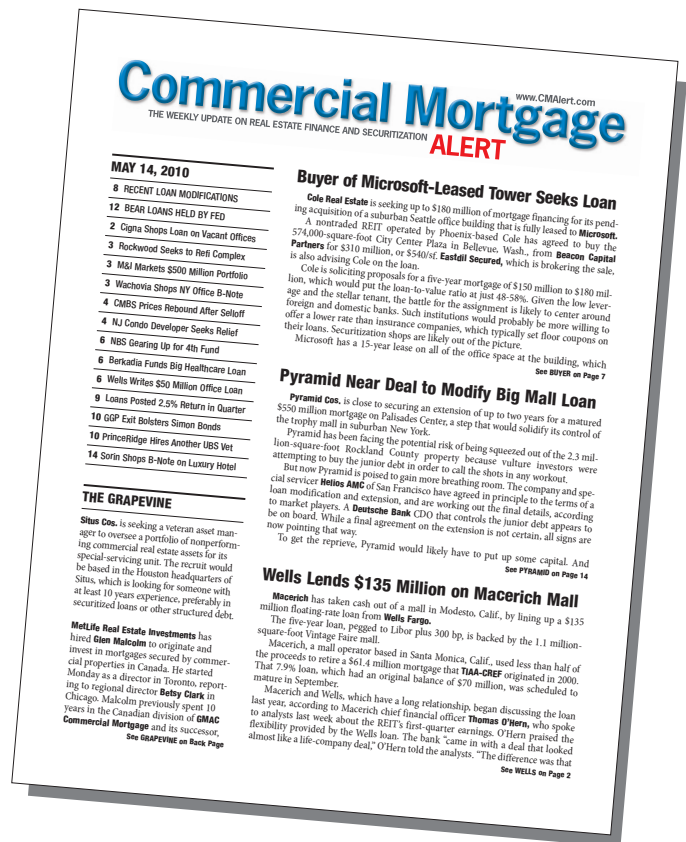 www.CMAlert.com
Commercial Mortgage
THE WEEKLY UPDATE ON REAL ESTATE FINANCE AND SECURITIZATION
ALERT
MAY 14, 2010
8 RECENT LOAN MODIFICATIONS
12 BEAR LOANS HELD BY FED
2 Cigna Shops Loan on Vacant Offices
3 Rockwood Seeks to Refi Complex
3 M&I Markets $500 Million Portfolio
3 Wachovia Shops NY Office B-Note
4 CMBS Prices Rebound After Selloff
4 NJ Condo Developer Seeks Relief
6 NBS Gearing Up for 4th Fund
6 Berkadia Funds Big Healthcare Loan
6 Wells Writes $50 Million Office Loan
9 Loans Posted 2.5% Return in Quarter
10 GGP Exit Bolsters Simon Bonds
10 PrinceRidge Hires Another UBS Vet
14 Sorin Shops B-Note on Luxury Hotel
THE GRAPEVINE
Situs Cos. is seeking a veteran asset man-
ager to oversee a portfolio of nonperform-
ing commercial real estate assets for its
special-servicing unit. The recruit would
be based in the Houston headquarters of
Situs, which is looking for someone with
at least 10 years experience, preferably in
securitized loans or other structured debt.
MetLife Real Estate Investments has
hired Glen Malcolm to originate and
invest in mortgages secured by commer-
cial properties in Canada. He started
Monday as a director in Toronto, report-
ing to regional director Betsy Clark in
Chicago. Malcolm previously spent 10
years in the Canadian division of GMAC
Commercial Mortgage and its successor,
See GRAPEVINE on Back Page
Buyer of Microsoft-Leased Tower Seeks Loan
Cole Real Estate is seeking up to $180 million of mortgage financing for its pend-
ing acquisition of a suburban Seattle office building that is fully leased to Microsoft.
A nontraded REIT operated by Phoenix-based Cole has agreed to buy the
574,000-square-foot City Center Plaza in Bellevue, Wash., from Beacon Capital
Partners for $310 million, or $540/sf. Eastdil Secured, which is brokering the sale,
is also advising Cole on the loan.
Cole is soliciting proposals for a five-year mortgage of $150 million to $180 mil-
lion, which would put the loan-to-value ratio at just 48-58%. Given the low lever-
age and the stellar tenant, the battle for the assignment is likely to center around
foreign and domestic banks. Such institutions would probably be more willing to
offer a lower rate than insurance companies, which typically set floor coupons on
their loans. Securitization shops are likely out of the picture.
Microsoft has a 15-year lease on all of the office space at the building, which
See BUYER on Page 7
Pyramid Near Deal to Modify Big Mall Loan
Pyramid Cos. is close to securing an extension of up to two years for a matured
$550 million mortgage on Palisades Center, a step that would solidify its control of
the trophy mall in suburban New York.
Pyramid has been facing the potential risk of being squeezed out of the 2.3 mil-
lion-square-foot Rockland County property because vulture investors were
attempting to buy the junior debt in order to call the shots in any workout.
But now Pyramid is poised to gain more breathing room. The company and spe-
cial servicer Helios AMC of San Francisco have agreed in principle to the terms of a
loan modification and extension, and are working out the final details, according
to market players. A Deutsche Bank CDO that controls the junior debt appears to
be on board. While a final agreement on the extension is not certain, all signs are
now pointing that way.
To get the reprieve, Pyramid would likely have to put up some capital. And
See PYRAMID on Page 14
Wells Lends $135 Million on Macerich Mall
Macerich has taken cash out of a mall in Modesto, Calif., by lining up a $135
million floating-rate loan from Wells Fargo.
The five-year loan, pegged to Libor plus 300 bp, is backed by the 1.1 million-
square-foot Vintage Faire mall.
Macerich, a mall operator based in Santa Monica, Calif., used less than half of
the proceeds to retire a $61.4 million mortgage that TIAA-CREF originated in 2000.
That 7.9% loan, which had an original balance of $70 million, was scheduled to
mature in September.
Macerich and Wells, which have a long relationship, began discussing the loan
last year, according to Macerich chief financial officer Thomas O'Hern, who spoke
to analysts last week about the REIT's first-quarter earnings. O'Hern praised the
flexibility provided by the Wells loan. The bank “came in with a deal that looked
almost like a life-company deal,” O'Hern told the analysts. “The difference was that
See WELLS on Page 2